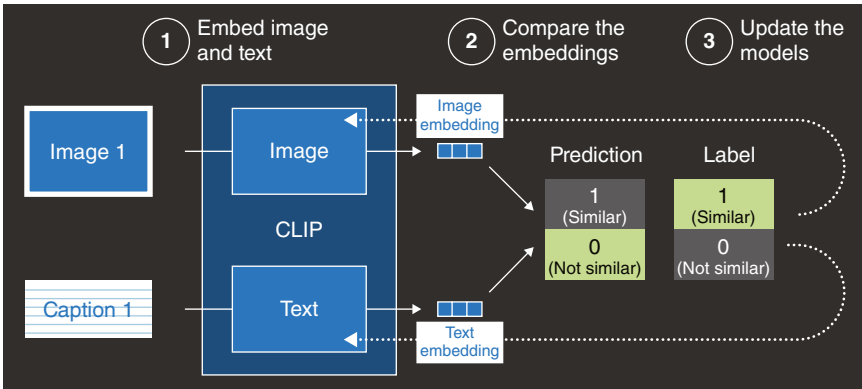 1 Embed image
and text
2 Compare the
embeddings
3 Update the
models
Image 1
Image
Image
embedding
Prediction
Label
1
(Similar)
0
(Not similar)
1
(Similar)
0
(Not similar)
CLIP
Caption 1
Text
Text
embedding